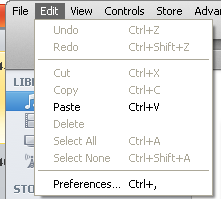 File Edit View Controls Store Advan
Undo Ctrl+Z
Redo Ctrl+Shift+Z
Cut Ctrl+X
Copy Ctrl+C
Paste Ctrl+V
Delete
Select All Ctrl+A
Select None Ctrl+Shift+A
Preferences... Ctrl+,
LIB
STO